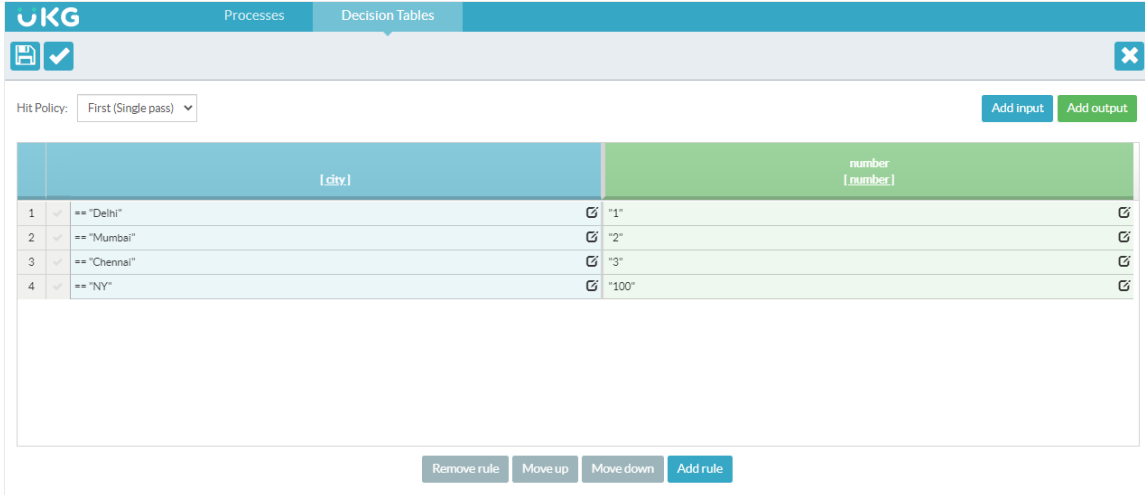 UKG Processes Decision Tables
Hit Policy: First (Single pass) Add input Add output
number
[ city ] [ number ]
1 == "Delhi" "1"
2 == "Mumbai" "2"
3 == "Chennai" "3"
4 == "NY" "100"
Remove rule Move up Move down Add rule